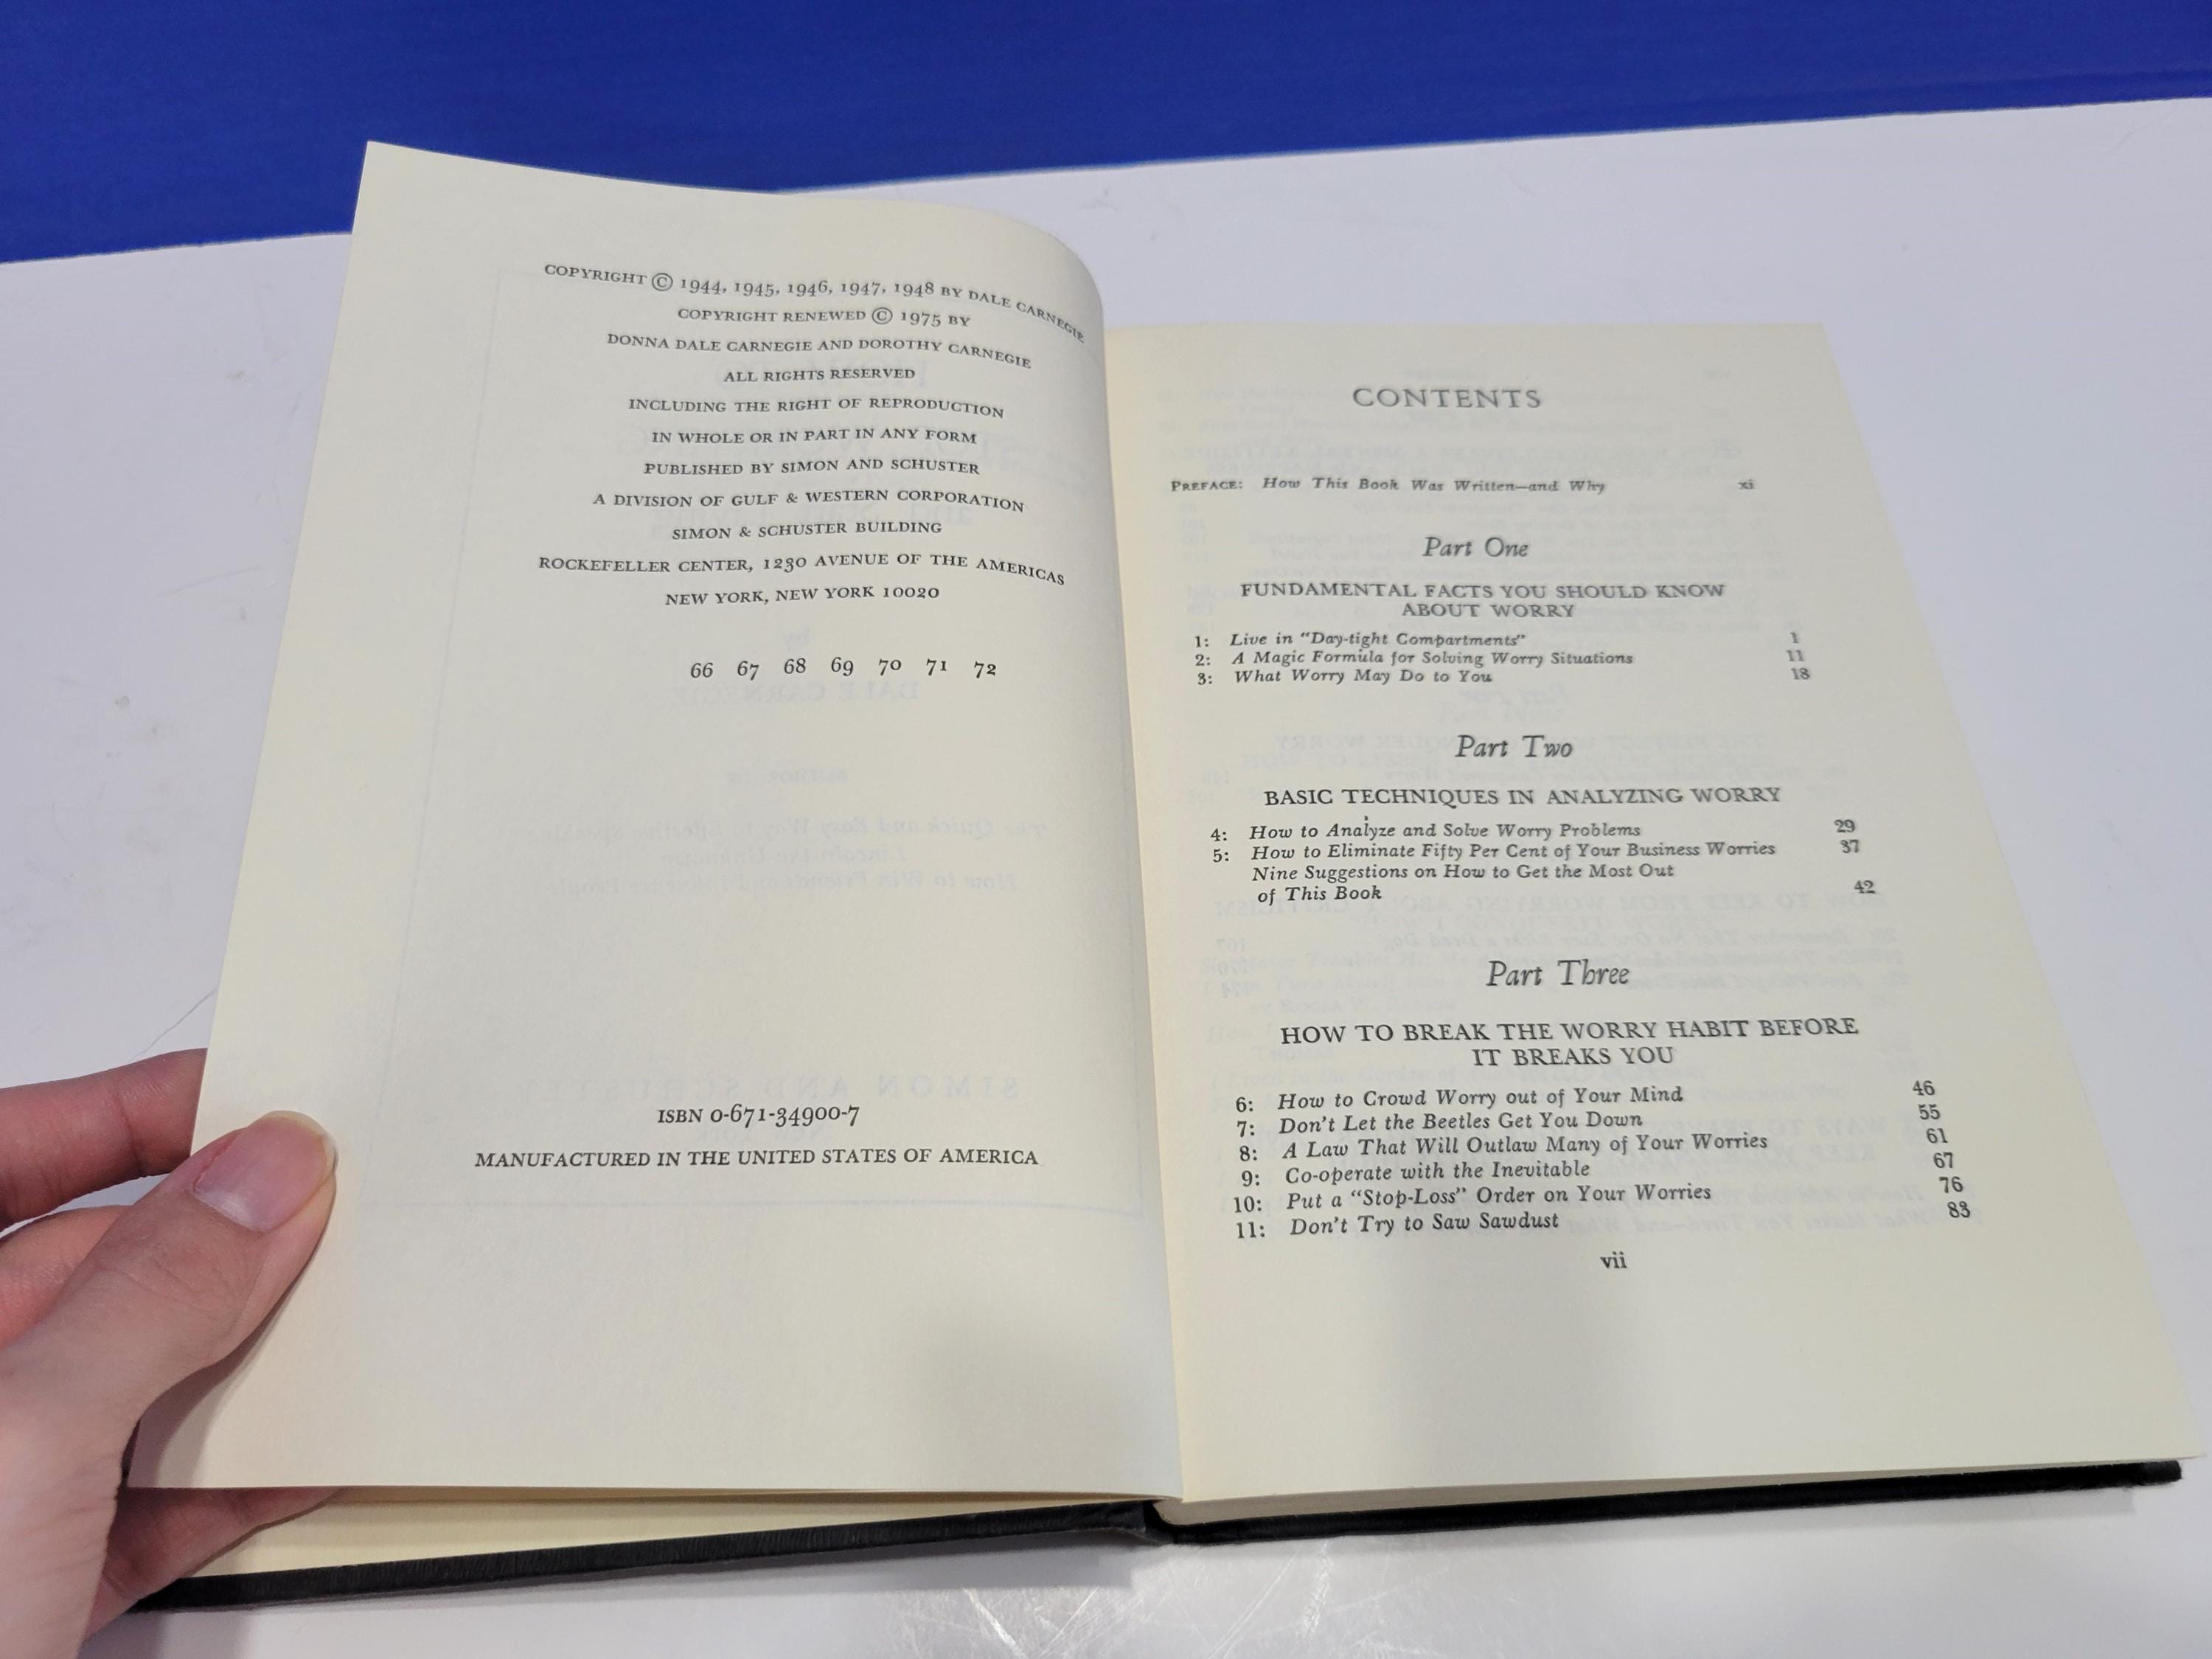 COPYRIGHT © 1944, 1945, 1946, 1947, 1948 BY DALE CARNEGIE
COPYRIGHT RENEWED © 1975 BY
DONNA DALE CARNEGIE AND DOROTHY CARNEGIE
ALL RIGHTS RESERVED
INCLUDING THE RIGHT OF REPRODUCTION
IN WHOLE OR IN PART IN ANY FORM
PUBLISHED BY SIMON AND SCHUSTER
A DIVISION OF GULF & WESTERN CORPORATION
SIMON & SCHUSTER BUILDING
ROCKEFELLER CENTER, 1230 AVENUE OF THE AMERICAS
NEW YORK, NEW YORK 10020
66 67 68 69 70 71 72
ISBN 0-671-34900-7
MANUFACTURED IN THE UNITED STATES OF AMERICA
CONTENTS
PREFACE: How This Book Was Written—and Why xi
Part One
FUNDAMENTAL FACTS YOU SHOULD KNOW
ABOUT WORRY
1: Live in "Day-tight Compartments" 1
2: A Magic Formula for Solving Worry Situations 11
3: What Worry May Do to You 18
Part Two
BASIC TECHNIQUES IN ANALYZING WORRY
4: How to Analyze and Solve Worry Problems 29
5: How to Eliminate Fifty Per Cent of Your Business Worries 37
Nine Suggestions on How to Get the Most Out
of This Book 42
Part Three
HOW TO BREAK THE WORRY HABIT BEFORE
IT BREAKS YOU
6: How to Crowd Worry out of Your Mind 46
7: Don't Let the Beetles Get You Down 55
8: A Law That Will Outlaw Many of Your Worries 61
9: Co-operate with the Inevitable 67
10: Put a "Stop-Loss" Order on Your Worries 76
11: Don't Try to Saw Sawdust 83
vii